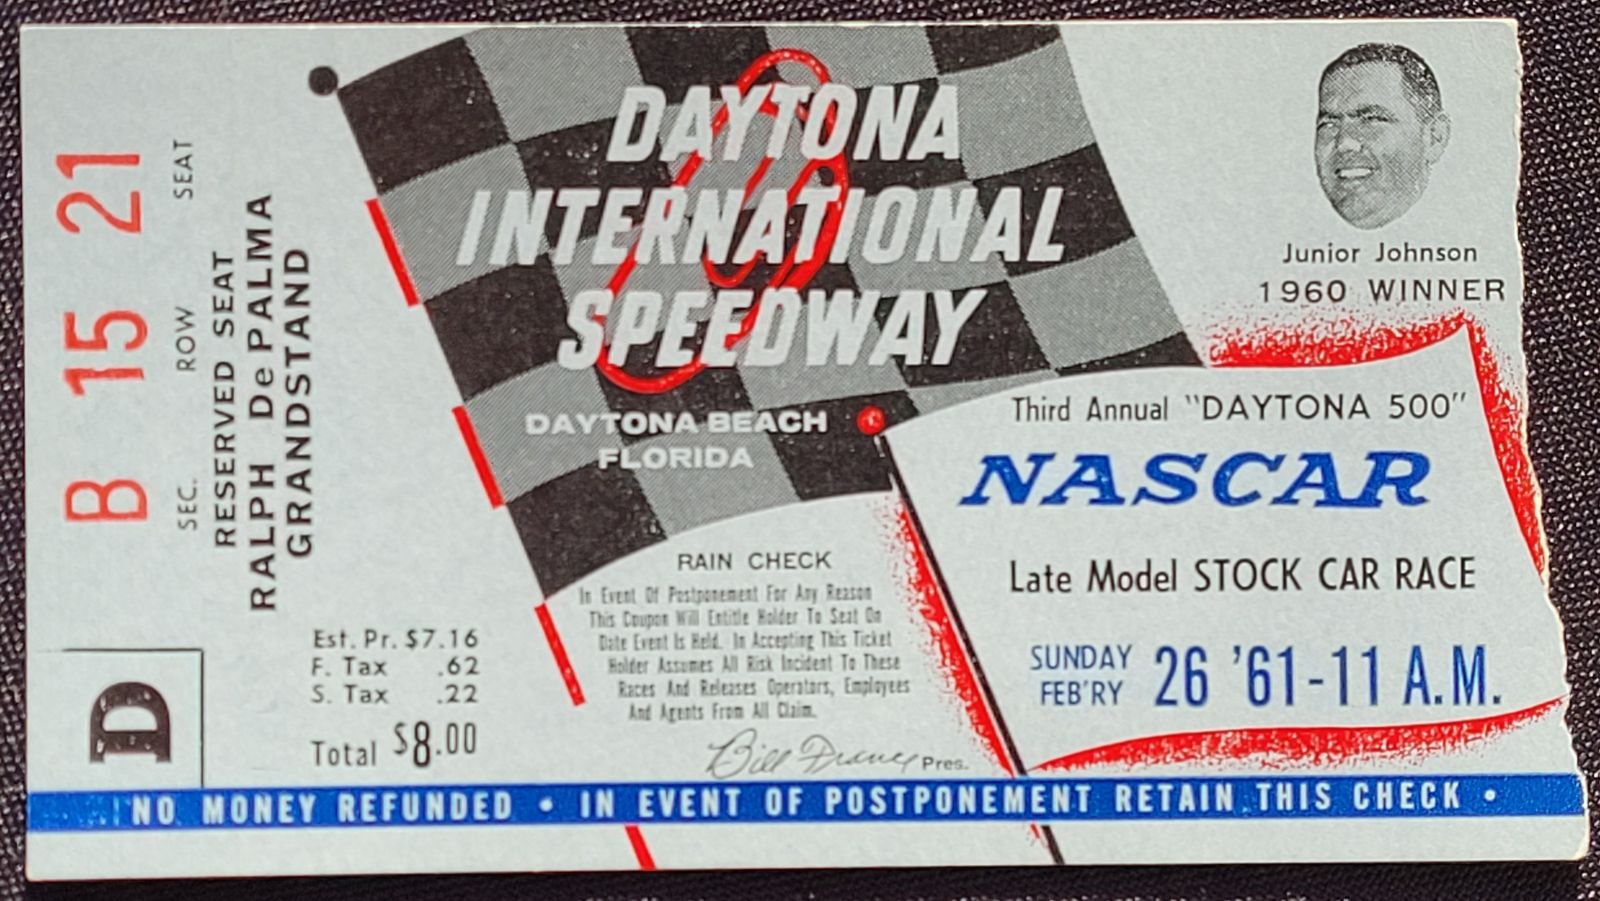 B 15 21
SEC. ROW SEAT
RESERVED SEAT
RALPH DePALMA
GRANDSTAND
D
Est. Pr. $7.16
F. Tax .62
S. Tax .22
Total $8.00
DAYTONA
INTERNATIONAL
SPEEDWAY
DAYTONA BEACH
FLORIDA
RAIN CHECK
In Event Of Postponement For Any Reason
This Coupon Will Entitle Holder To Seat On
Date Event Is Held. In Accepting This Ticket
Holder Assumes All Risk Incident To These
Races And Releases Operators, Employees
And Agents From All Claim.
Bill France Pres.
Junior Johnson
1960 WINNER
Third Annual "DAYTONA 500"
NASCAR
Late Model STOCK CAR RACE
SUNDAY
FEB'RY 26 '61-11 A.M.
NO MONEY REFUNDED • IN EVENT OF POSTPONEMENT RETAIN THIS CHECK •